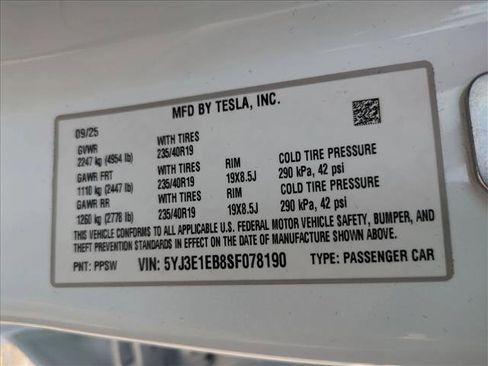 MFD BY TESLA, INC.
09/25
GVWR WITH TIRES
2247 kg (4954 lb) 235/40R19 RIM COLD TIRE PRESSURE
GAWR FRT WITH TIRES
1110 kg (2447 lb) 235/40R19 19X8.5J 290 kPa, 42 psi
GAWR RR WITH TIRES RIM COLD TIRE PRESSURE
1260 kg (2778 lb) 235/40R19 19X8.5J 290 kPa, 42 psi
THIS VEHICLE CONFORMS TO ALL APPLICABLE U.S. FEDERAL MOTOR VEHICLE SAFETY, BUMPER, AND
THEFT PREVENTION STANDARDS IN EFFECT ON THE DATE OF MANUFACTURE SHOWN ABOVE.
PNT: PPSW VIN: 5YJ3E1EB8SF078190 TYPE: PASSENGER CAR